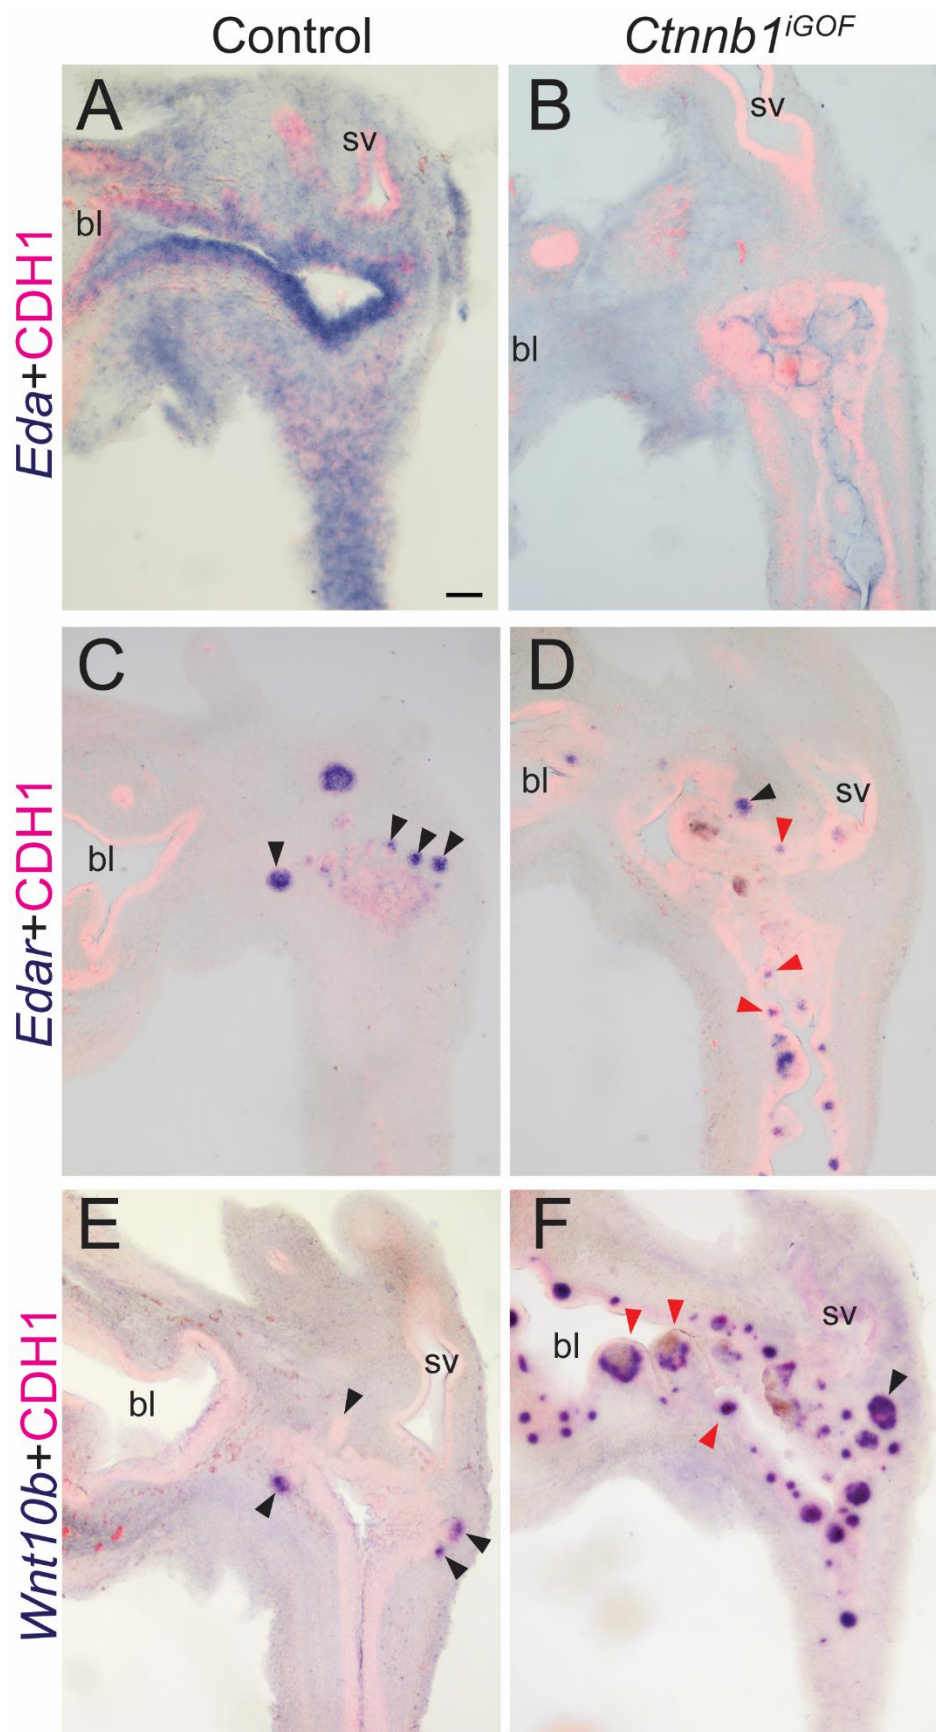 Control
Ctnnb1iGOF
Eda+CDH1
A
sv
bl
B
sv
bl
Edar+CDH1
C
bl
D
bl
sv
Wnt10b+CDH1
E
bl
sv
F
bl
sv